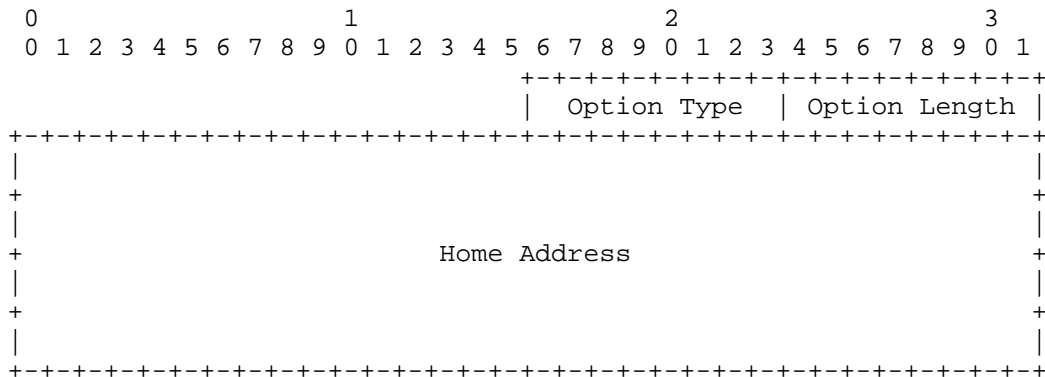 0                   1                   2                   3
0 1 2 3 4 5 6 7 8 9 0 1 2 3 4 5 6 7 8 9 0 1 2 3 4 5 6 7 8 9 0 1
+-+-+-+-+-+-+-+-+-+-+-+-+-+-+-+-+
|  Option Type  | Option Length |
+-+-+-+-+-+-+-+-+-+-+-+-+-+-+-+-+-+-+-+-+-+-+-+-+-+-+-+-+-+-+-+-+
|                                                               |
+                                                               +
|                                                               |
+                          Home Address                         +
|                                                               |
+                                                               +
|                                                               |
+-+-+-+-+-+-+-+-+-+-+-+-+-+-+-+-+-+-+-+-+-+-+-+-+-+-+-+-+-+-+-+-+